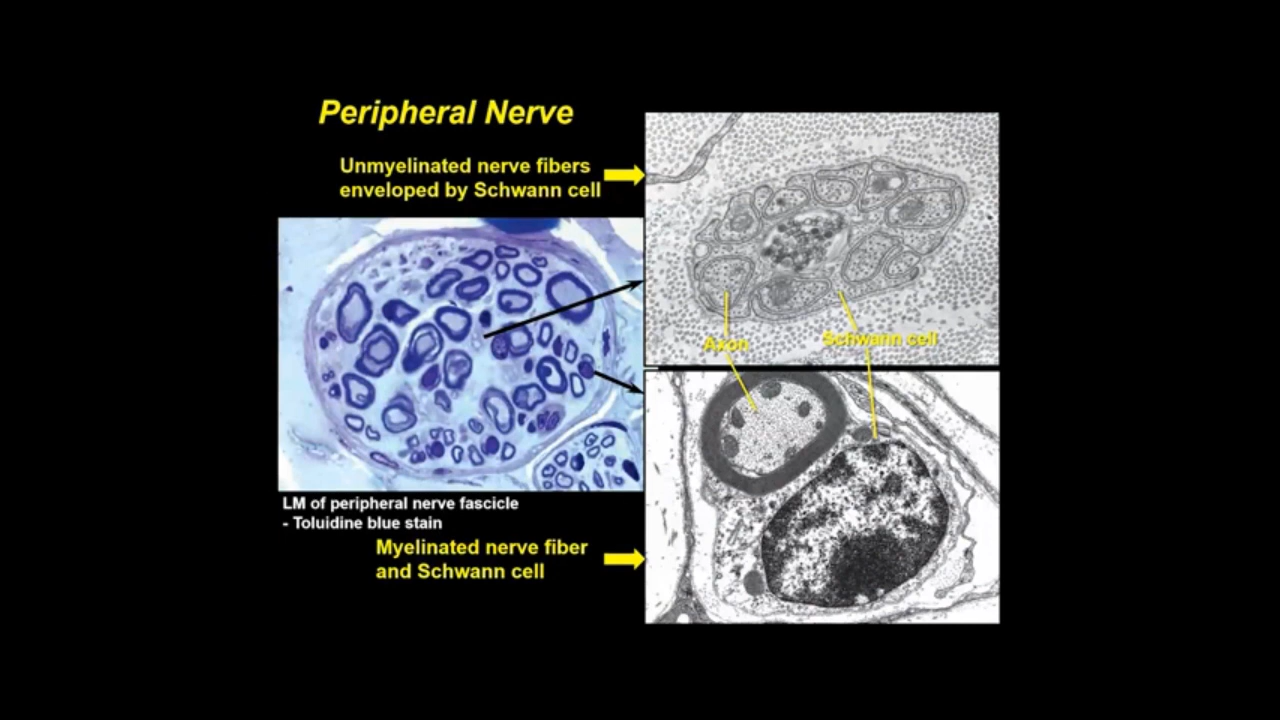 Peripheral Nerve
Unmyelinated nerve fibers
enveloped by Schwann cell
Axon
Schwann cell
LM of peripheral nerve fascicle
- Toluidine blue stain
Myelinated nerve fiber
and Schwann cell